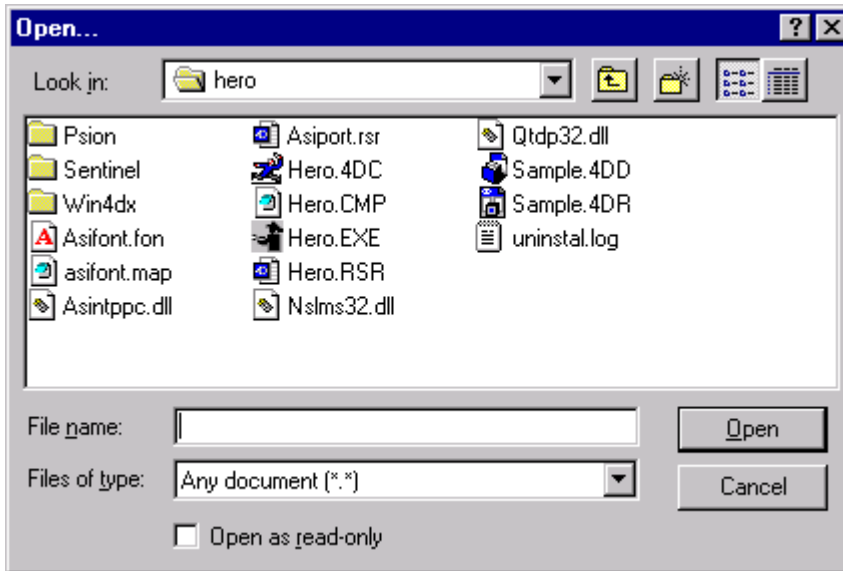 Open...
Look in: hero
Psion Asiport.rsr Qtdp32.dll
Sentinel Hero.4DC Sample.4DD
Win4dx Hero.CMP Sample.4DR
Asifont.fon Hero.EXE uninstal.log
asifont.map Hero.RSR
Asintppc.dll Nslms32.dll
File name: Open
Files of type: Any document (*.*) Cancel
Open as read-only